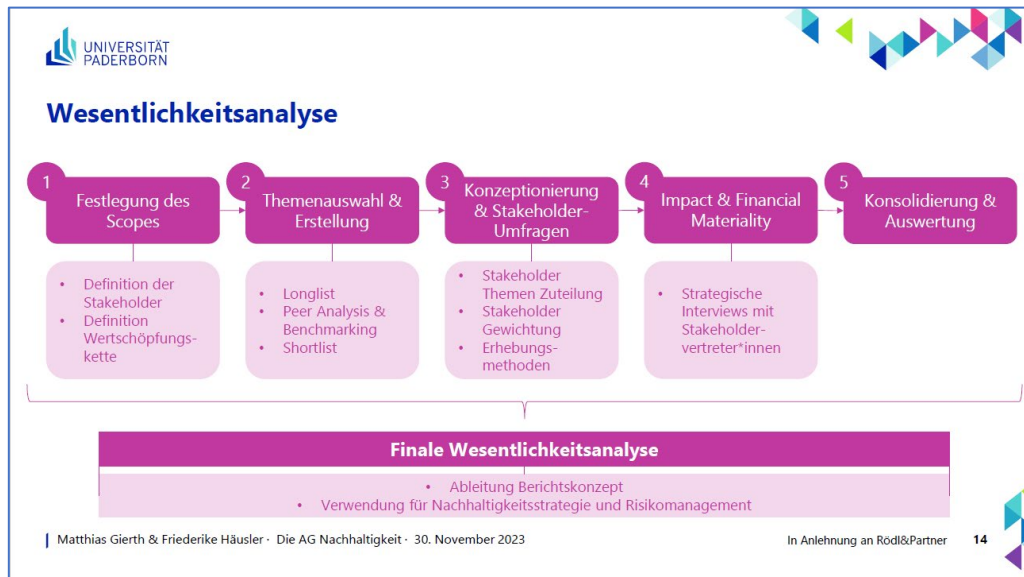 UNIVERSITÄT
PADERBORN
Wesentlichkeitsanalyse
1
Festlegung des
Scopes
• Definition der
Stakeholder
• Definition
Wertschöpfungs-
kette
2
Themenauswahl &
Erstellung
• Longlist
• Peer Analysis &
Benchmarking
• Shortlist
3
Konzeptionierung
& Stakeholder-
Umfragen
• Stakeholder
Themen Zuteilung
• Stakeholder
Gewichtung
• Erhebungs-
methoden
4
Impact & Financial
Materiality
• Strategische
Interviews mit
Stakeholder-
vertreter*innen
5
Konsolidierung &
Auswertung
Finale Wesentlichkeitsanalyse
• Ableitung Berichtskonzept
• Verwendung für Nachhaltigkeitsstrategie und Risikomanagement
Matthias Gierth & Friederike Häusler · Die AG Nachhaltigkeit · 30. November 2023
In Anlehnung an Rödl&Partner 14